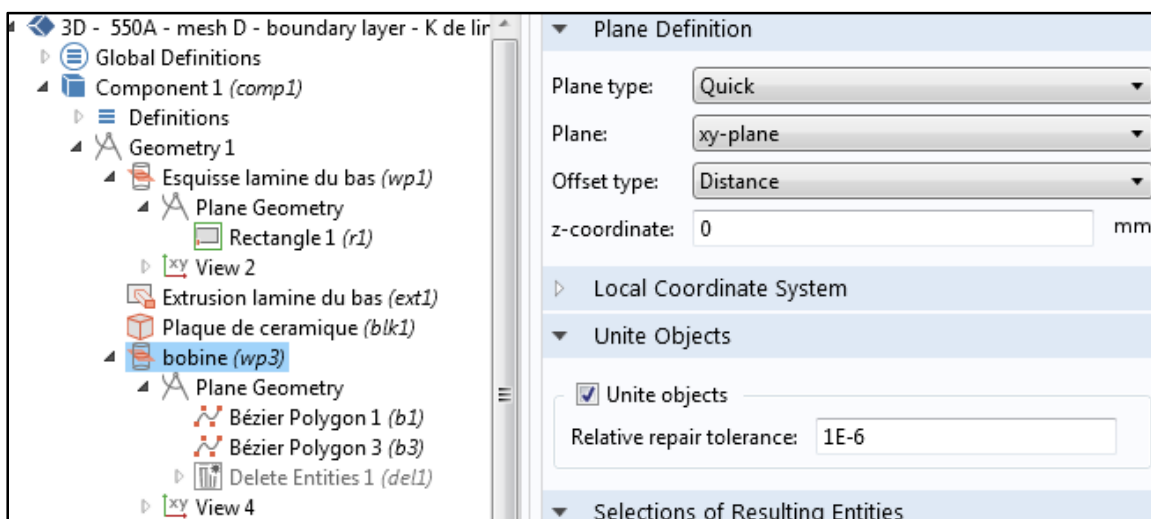 3D - 550A - mesh D - boundary layer - K de lir
Global Definitions
Component 1 (comp1)
Definitions
Geometry 1
Esquisse lamine du bas (wp1)
Plane Geometry
Rectangle 1 (r1)
xy View 2
Extrusion lamine du bas (ext1)
Plaque de ceramique (blk1)
bobine (wp3)
Plane Geometry
Bézier Polygon 1 (b1)
Bézier Polygon 3 (b3)
Delete Entities 1 (del1)
xy View 4
Plane Definition
Plane type: Quick
Plane: xy-plane
Offset type: Distance
z-coordinate: 0 mm
Local Coordinate System
Unite Objects
Unite objects
Relative repair tolerance: 1E-6
Selections of Resulting Entities